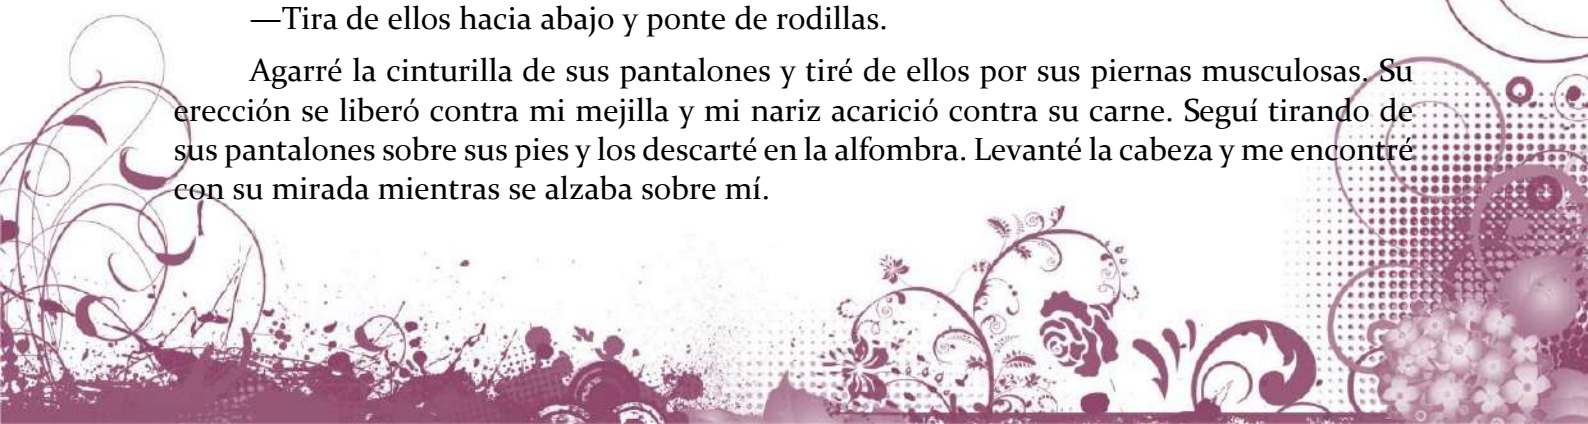 —Tira de ellos hacia abajo y ponte de rodillas.
Agarré la cinturilla de sus pantalones y tiré de ellos por sus piernas musculosas. Su
erección se liberó contra mi mejilla y mi nariz acarició contra su carne. Seguí tirando de
sus pantalones sobre sus pies y los descarté en la alfombra. Levanté la cabeza y me encontré
con su mirada mientras se alzaba sobre mí.